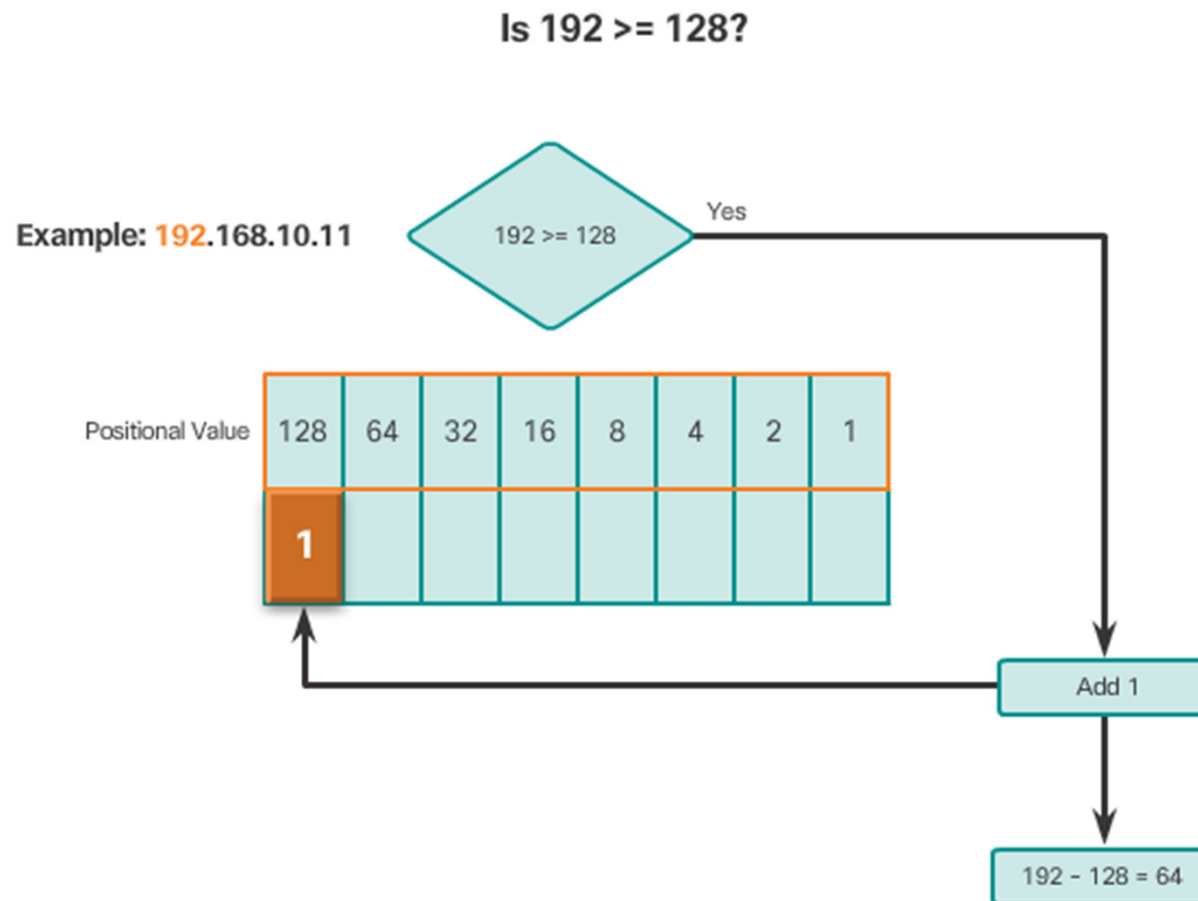 Is 192 >= 128?
Yes
Example: 192.168.10.11
192 >= 128
Positional Value
128 64 32 16 8 4 2 1
1
Add 1
192 - 128 = 64